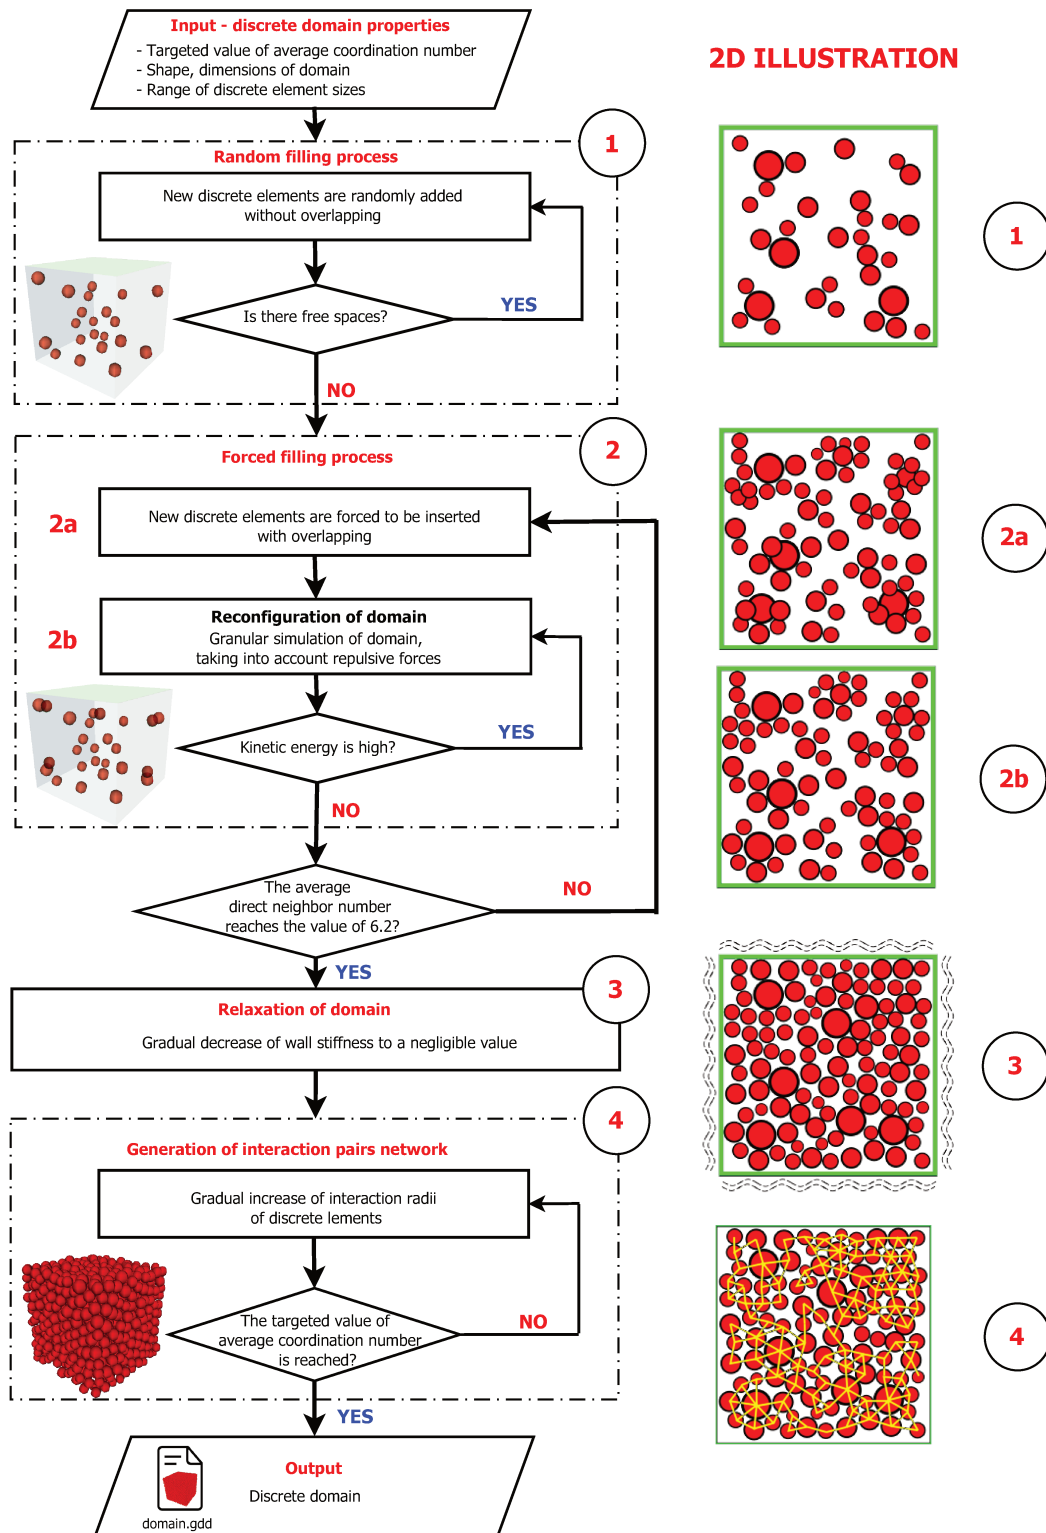 Input - discrete domain properties
- Targeted value of average coordination number
- Shape, dimensions of domain
- Range of discrete element sizes
2D ILLUSTRATION
1
Random filling process
New discrete elements are randomly added
without overlapping
Is there free spaces?
YES
NO
1
2
Forced filling process
2a
New discrete elements are forced to be inserted
with overlapping
2b
Reconfiguration of domain
Granular simulation of domain,
taking into account repulsive forces
Kinetic energy is high?
YES
NO
2a
2b
The average
direct neighbor number
reaches the value of 6.2?
NO
YES
3
Relaxation of domain
Gradual decrease of wall stiffness to a negligible value
3
4
Generation of interaction pairs network
Gradual increase of interaction radii
of discrete lements
The targeted value of
average coordination number
is reached?
NO
YES
4
Output
Discrete domain
domain.gdd